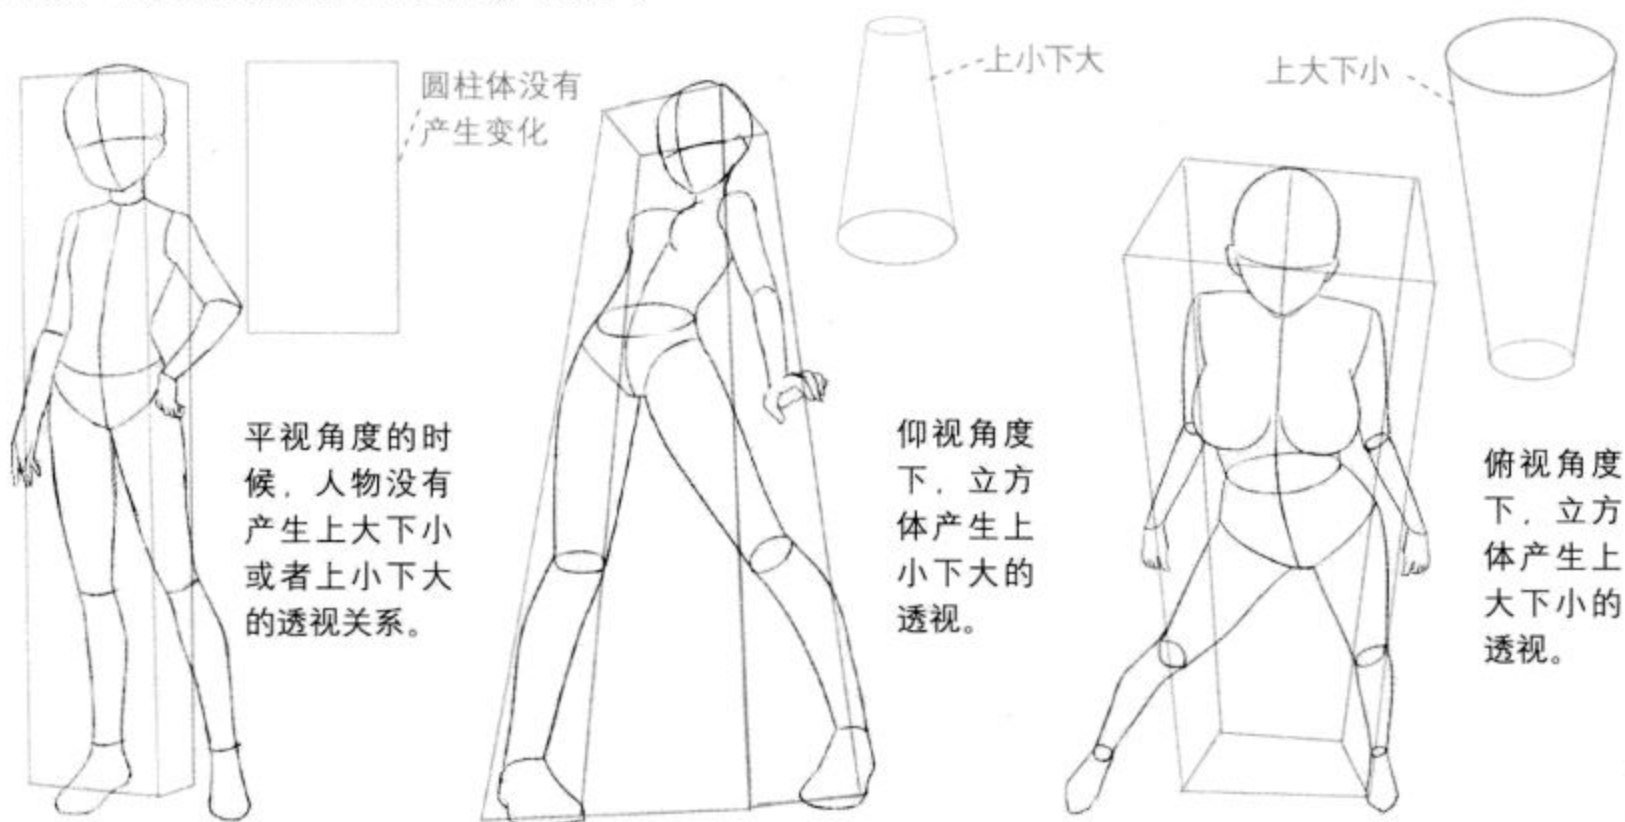 圆柱体没有
产生变化
上小下大
上大下小
平视角度的时
候，人物没有
产生上大下小
或者上小下大
的透视关系。
仰视角度
下，立方
体产生上
小下大的
透视。
俯视角度
下，立方
体产生上
大下小的
透视。